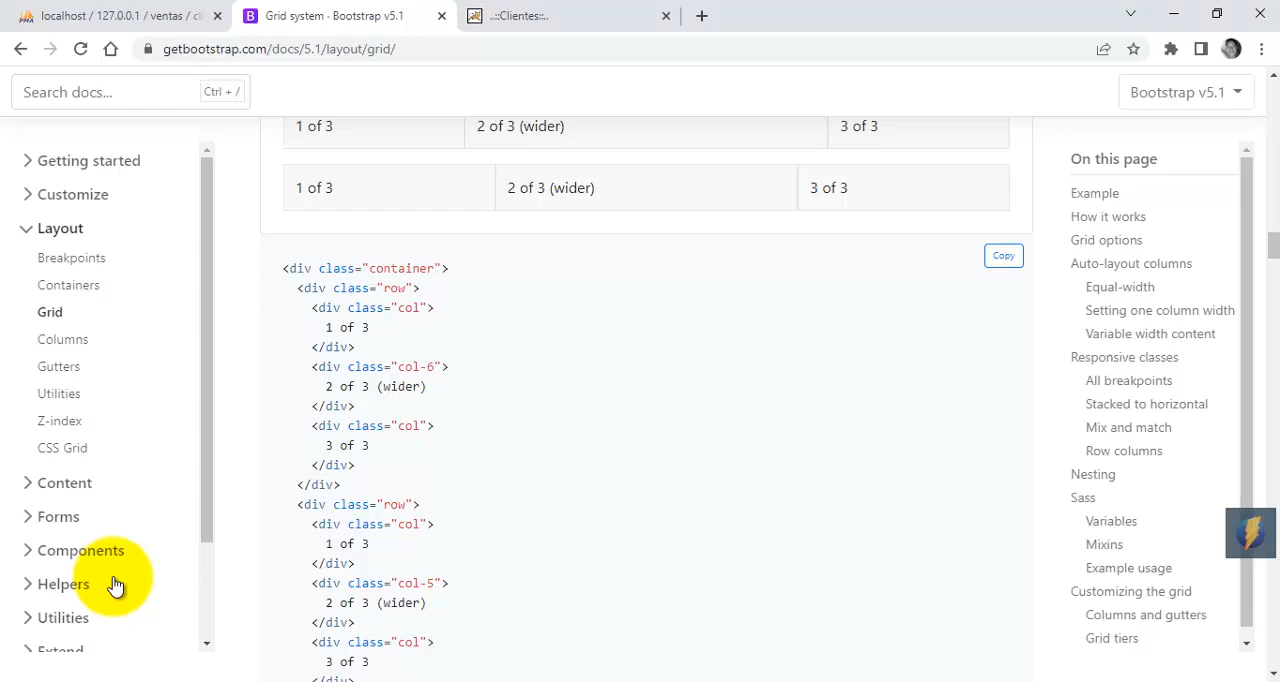 localhost / 127.0.0.1 / ventas / cl
Grid system · Bootstrap v5.1
..::Clientes::..
getbootstrap.com/docs/5.1/layout/grid/
Search docs...
Ctrl + /
Bootstrap v5.1
Getting started
Customize
Layout
Breakpoints
Containers
Grid
Columns
Gutters
Utilities
Z-index
CSS Grid
Content
Forms
Components
Helpers
Utilities
Extend
1 of 3
2 of 3 (wider)
3 of 3
1 of 3
2 of 3 (wider)
3 of 3
Copy
<div class="container">
<div class="row">
<div class="col">
1 of 3
</div>
<div class="col-6">
2 of 3 (wider)
</div>
<div class="col">
3 of 3
</div>
</div>
<div class="row">
<div class="col">
1 of 3
</div>
<div class="col-5">
2 of 3 (wider)
</div>
<div class="col">
3 of 3
</div>
On this page
Example
How it works
Grid options
Auto-layout columns
Equal-width
Setting one column width
Variable width content
Responsive classes
All breakpoints
Stacked to horizontal
Mix and match
Row columns
Nesting
Sass
Variables
Mixins
Example usage
Customizing the grid
Columns and gutters
Grid tiers